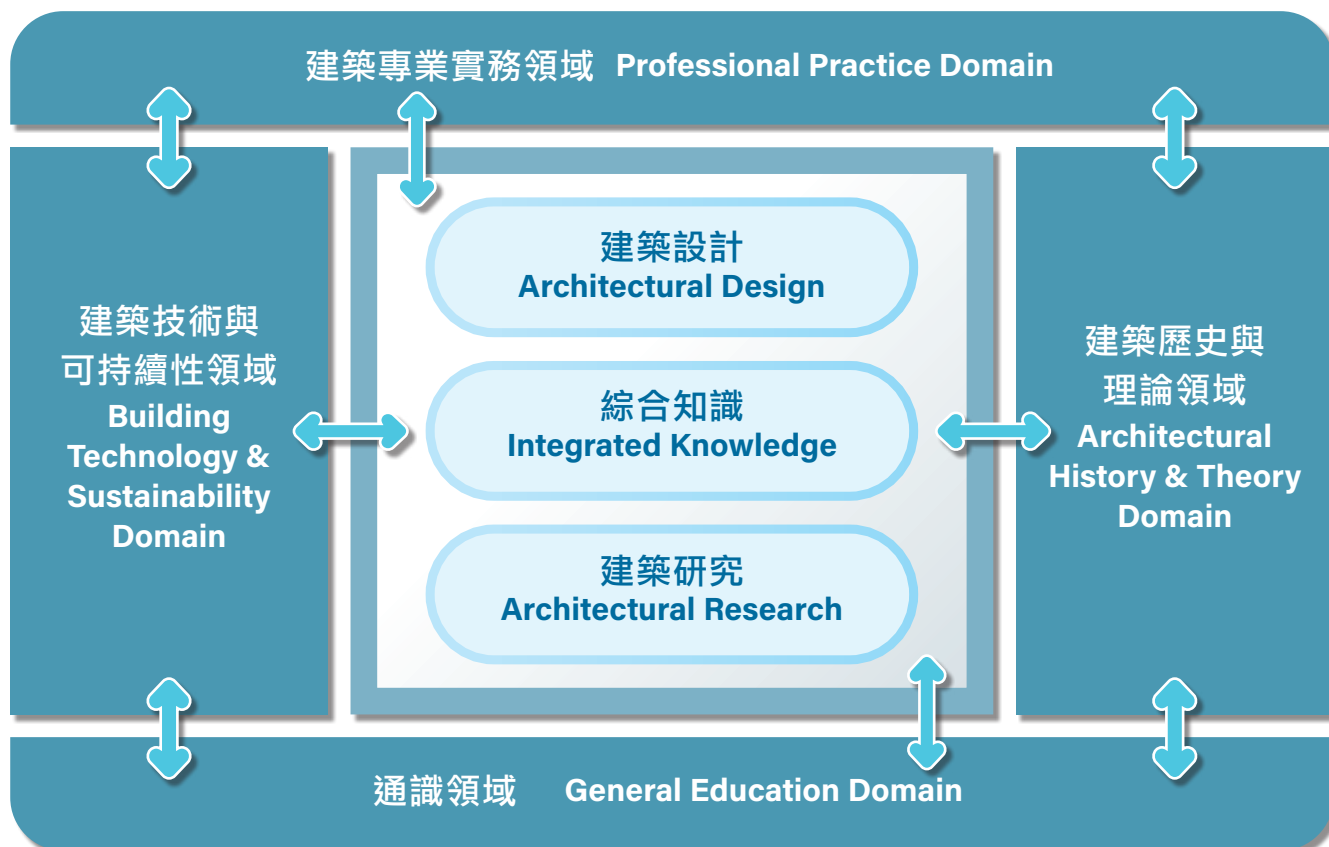 建築專業實務領域 Professional Practice Domain
建築技術與
可持續性領域
Building
Technology &
Sustainability
Domain
建築設計
Architectural Design
綜合知識
Integrated Knowledge
建築研究
Architectural Research
建築歷史與
理論領域
Architectural
History & Theory
Domain
通識領域 General Education Domain